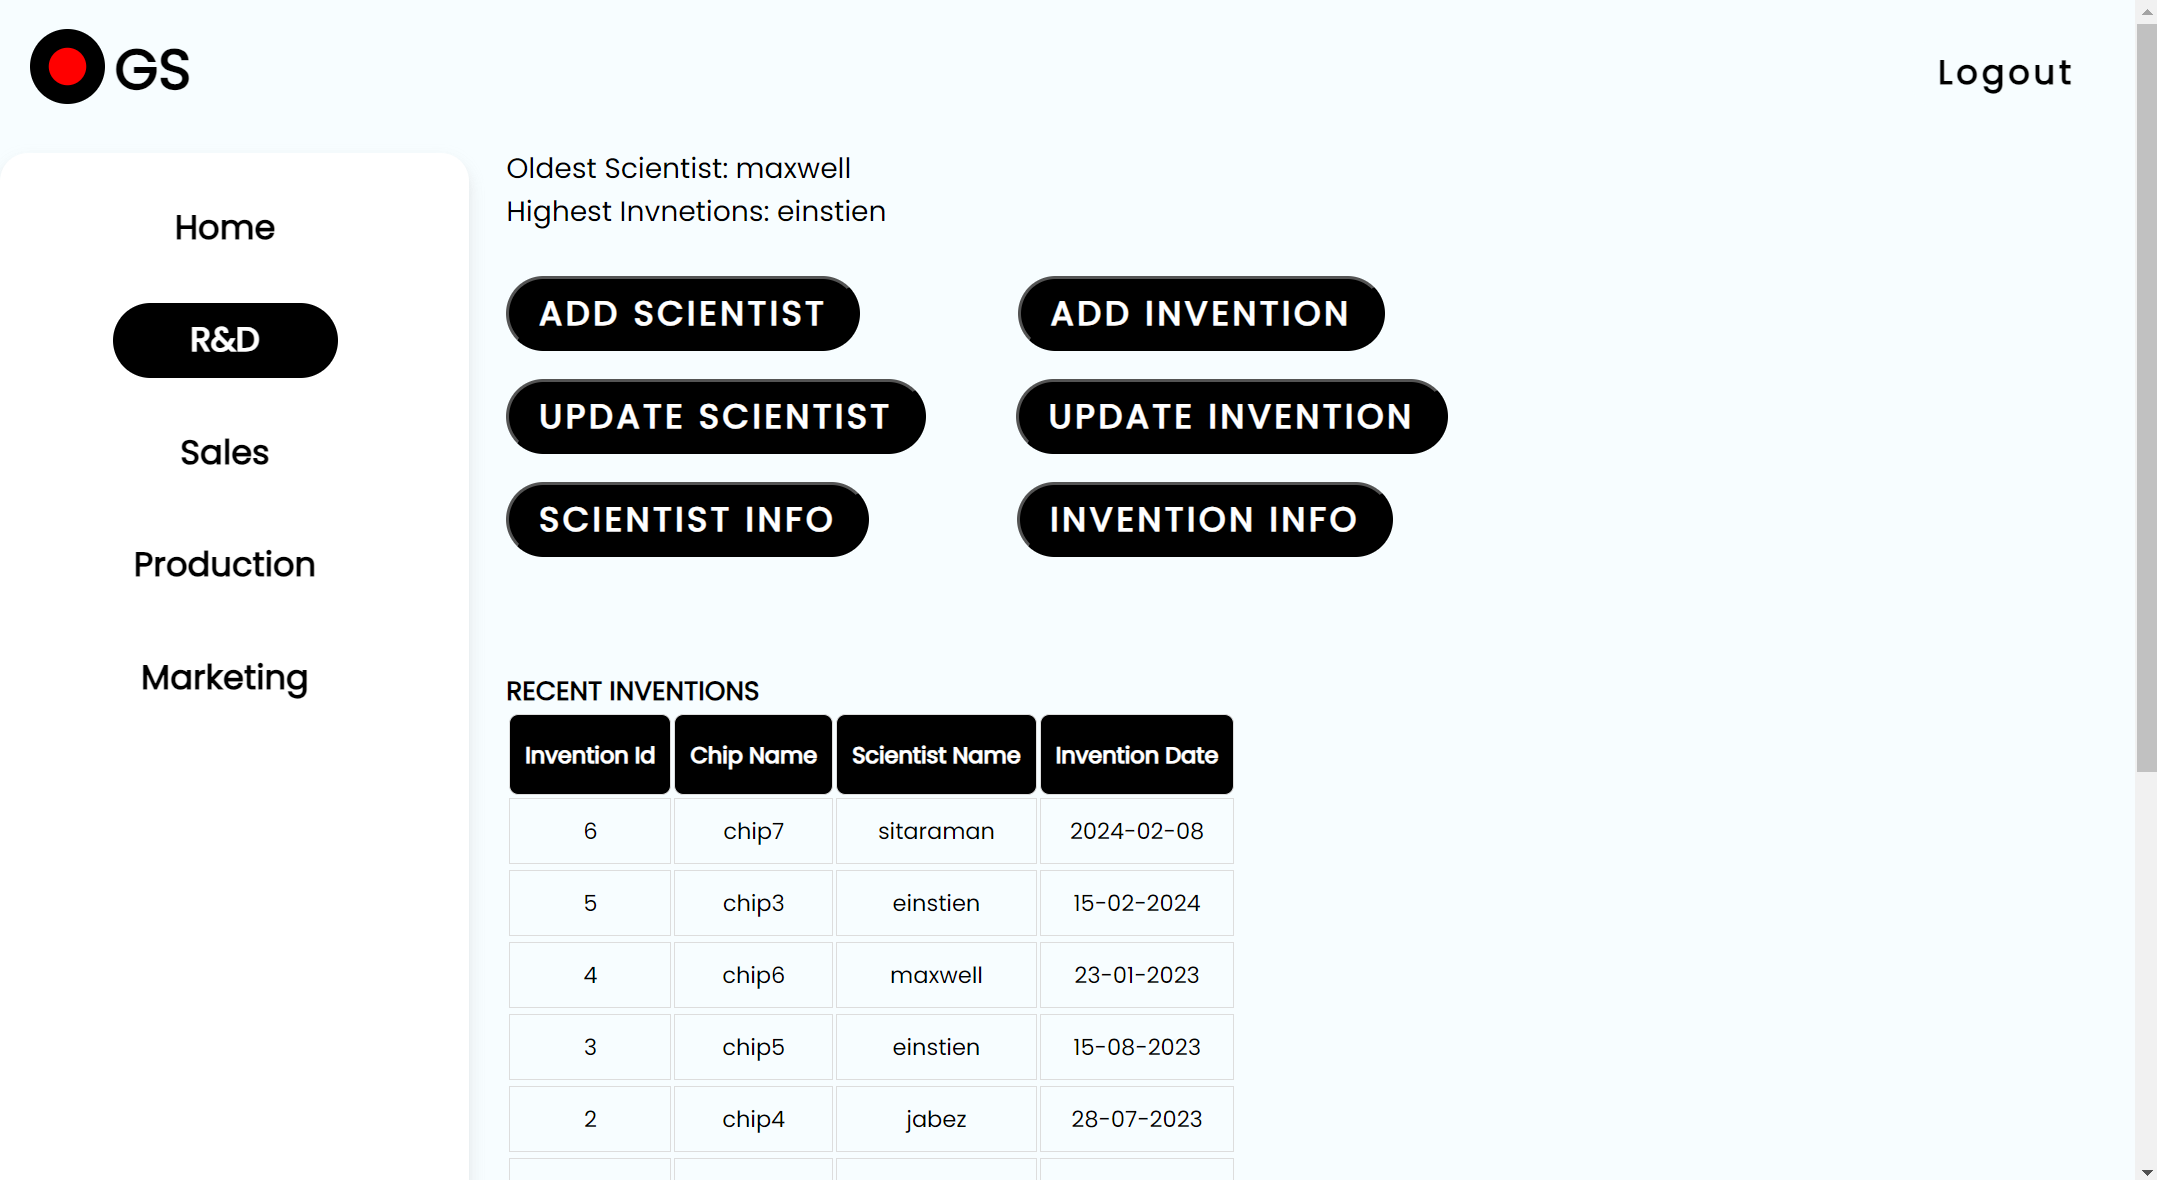 GS
Logout
Home
R&D
Sales
Production
Marketing
Oldest Scientist: maxwell
Highest Invnetions: einstien
ADD SCIENTIST ADD INVENTION
UPDATE SCIENTIST UPDATE INVENTION
SCIENTIST INFO INVENTION INFO
RECENT INVENTIONS
Invention Id Chip Name Scientist Name Invention Date
6 chip7 sitaraman 2024-02-08
5 chip3 einstien 15-02-2024
4 chip6 maxwell 23-01-2023
3 chip5 einstien 15-08-2023
2 chip4 jabez 28-07-2023